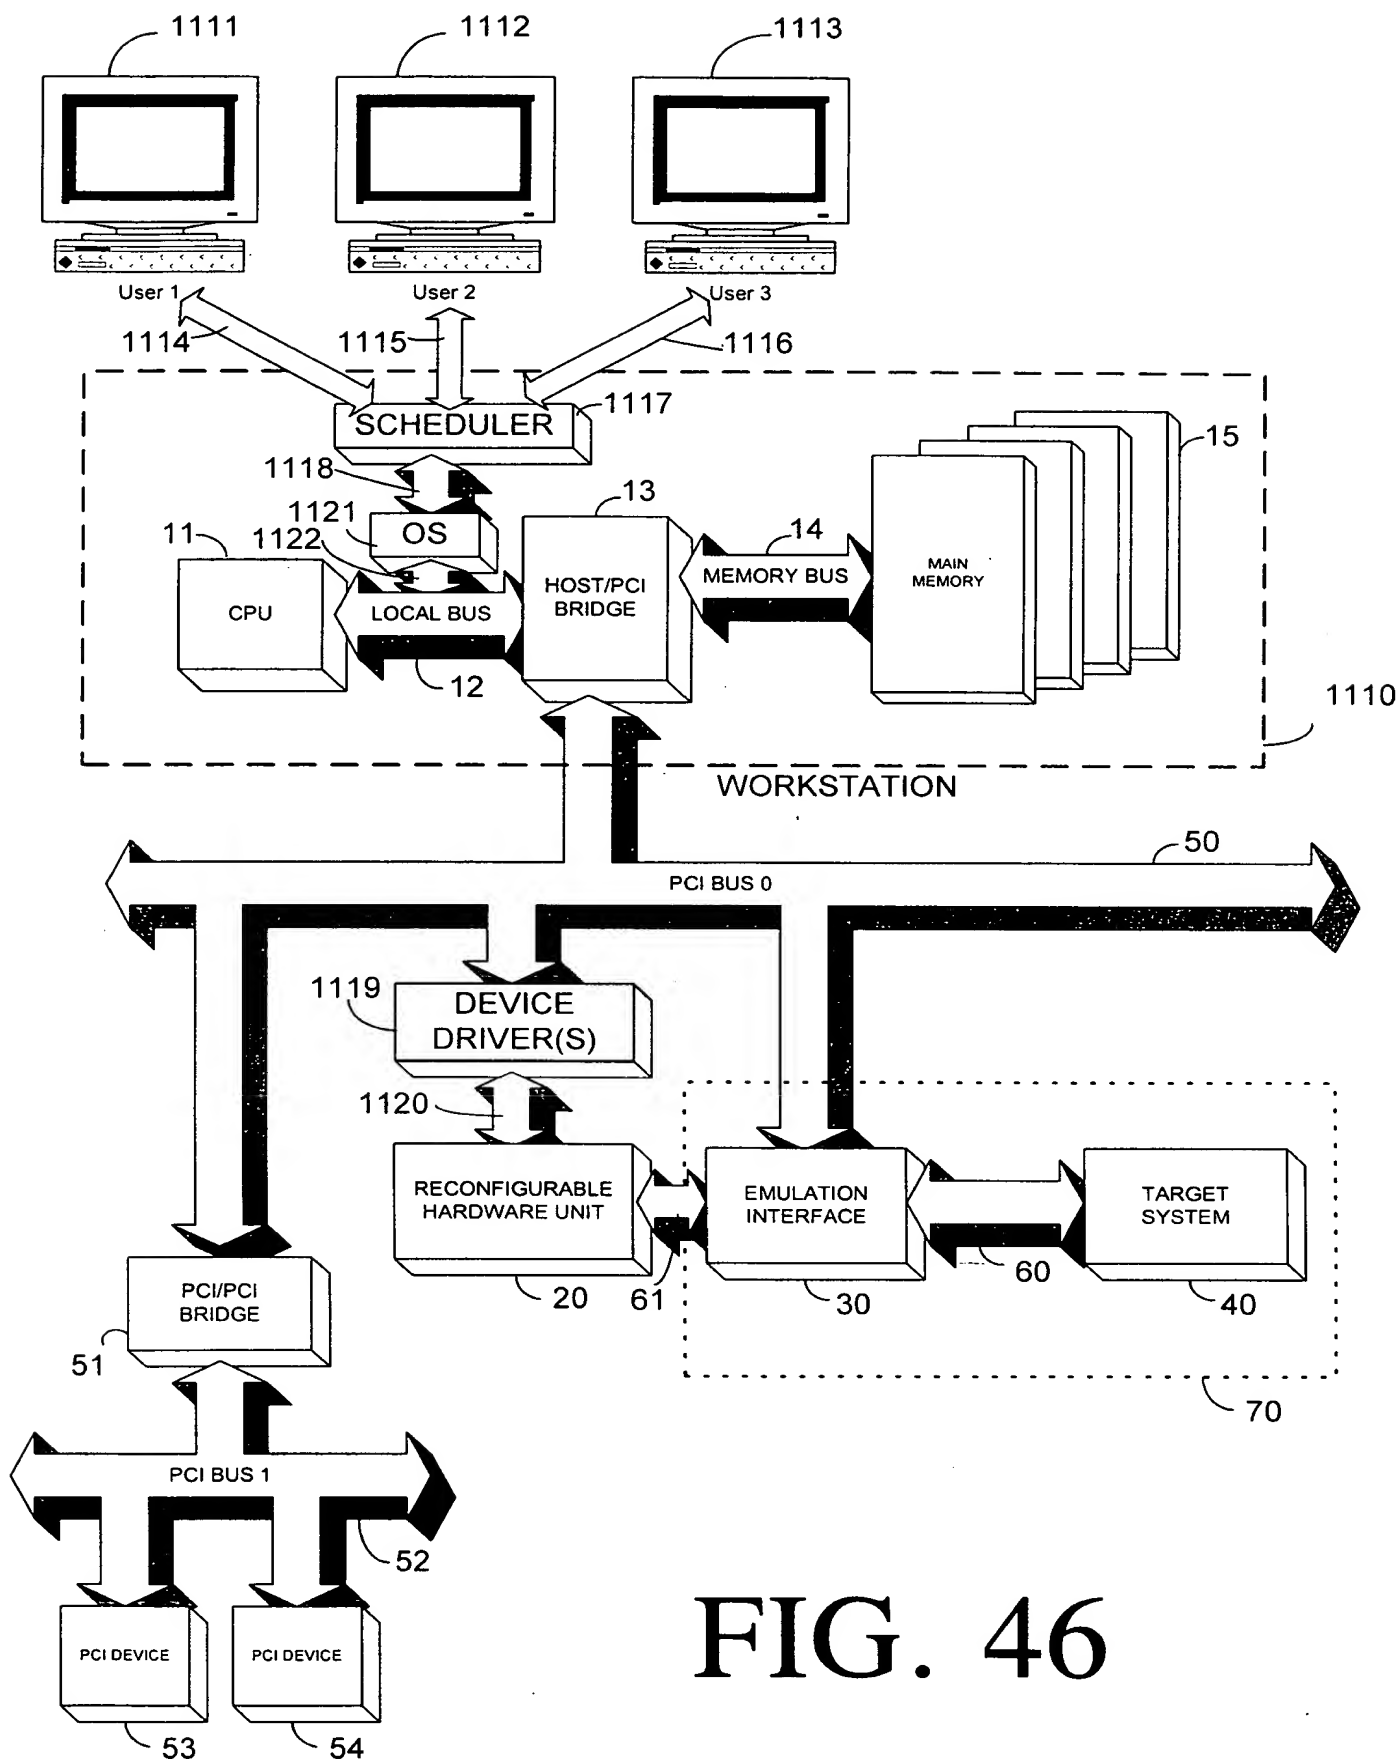 1111
1112
1113
User 1
User 2
User 3
1114
1115
1116
SCHEDULER
1117
1118
15
13
1121
OS
14
11
1122
CPU
LOCAL BUS
HOST/PCI
BRIDGE
MEMORY BUS
MAIN
MEMORY
12
1110
WORKSTATION
50
PCI BUS 0
1119
DEVICE
DRIVER(S)
1120
RECONFIGURABLE
HARDWARE UNIT
EMULATION
INTERFACE
TARGET
SYSTEM
20
61
30
60
40
PCI/PCI
BRIDGE
51
70
PCI BUS 1
52
PCI DEVICE
PCI DEVICE
53
54
FIG. 46